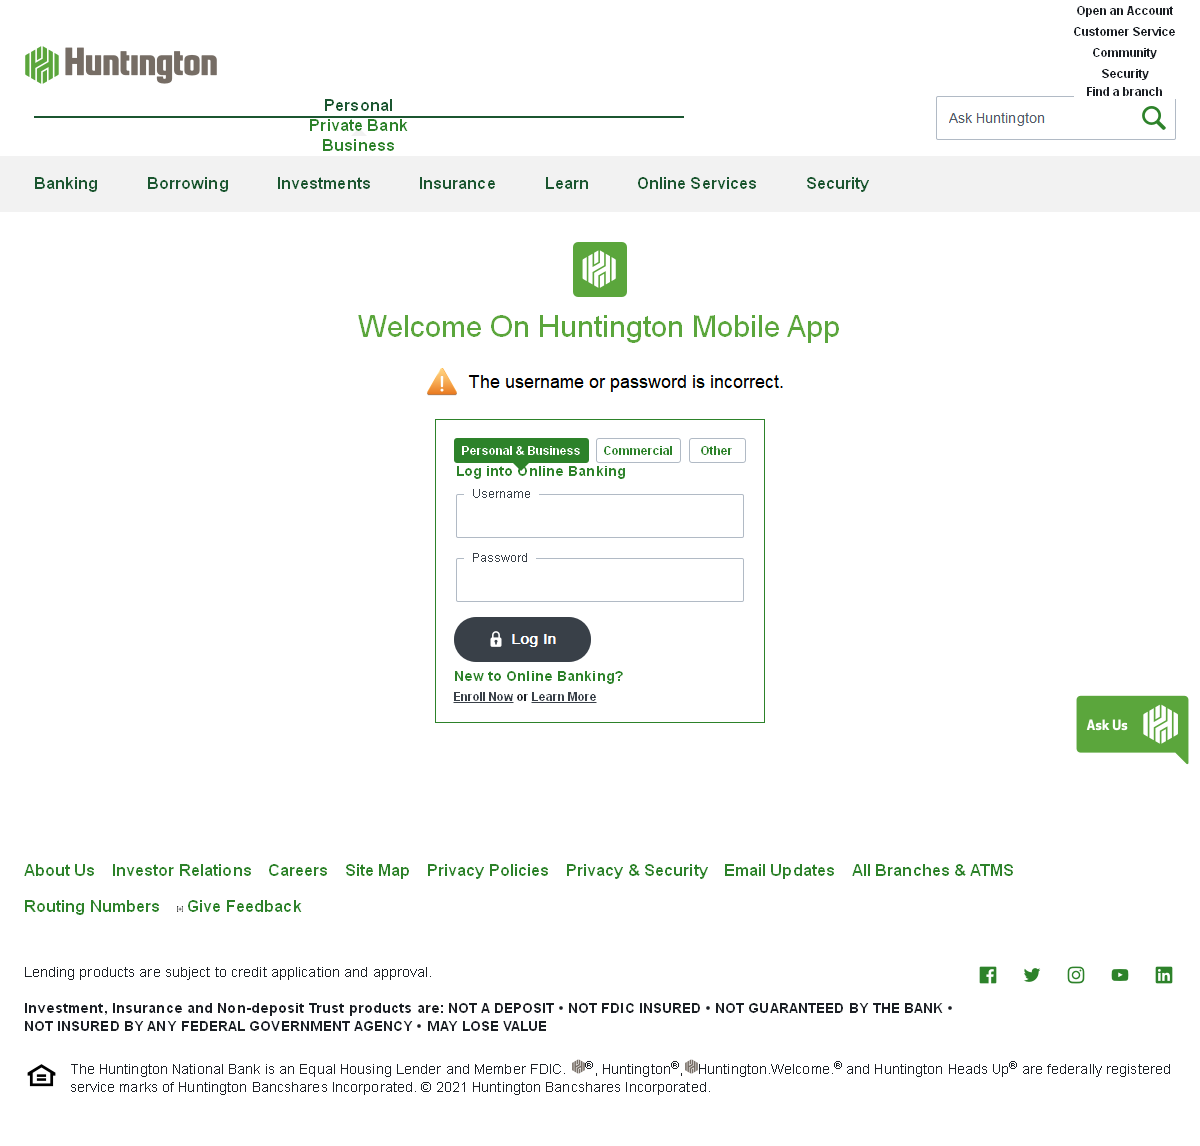 Open an Account
Customer Service
Community
Security
Find a branch
Huntington
Personal
Private Bank
Business
Ask Huntington
Banking Borrowing Investments Insurance Learn Online Services Security
Welcome On Huntington Mobile App
The username or password is incorrect.
Personal & Business Commercial Other
Log into Online Banking
Username
Password
Log In
New to Online Banking?
Enroll Now or Learn More
Ask Us
About Us Investor Relations Careers Site Map Privacy Policies Privacy & Security Email Updates All Branches & ATMS
Routing Numbers [+] Give Feedback
Lending products are subject to credit application and approval.
Investment, Insurance and Non-deposit Trust products are: NOT A DEPOSIT • NOT FDIC INSURED • NOT GUARANTEED BY THE BANK •
NOT INSURED BY ANY FEDERAL GOVERNMENT AGENCY • MAY LOSE VALUE
The Huntington National Bank is an Equal Housing Lender and Member FDIC. ®, Huntington®, Huntington.Welcome.® and Huntington Heads Up® are federally registered
service marks of Huntington Bancshares Incorporated. © 2021 Huntington Bancshares Incorporated.